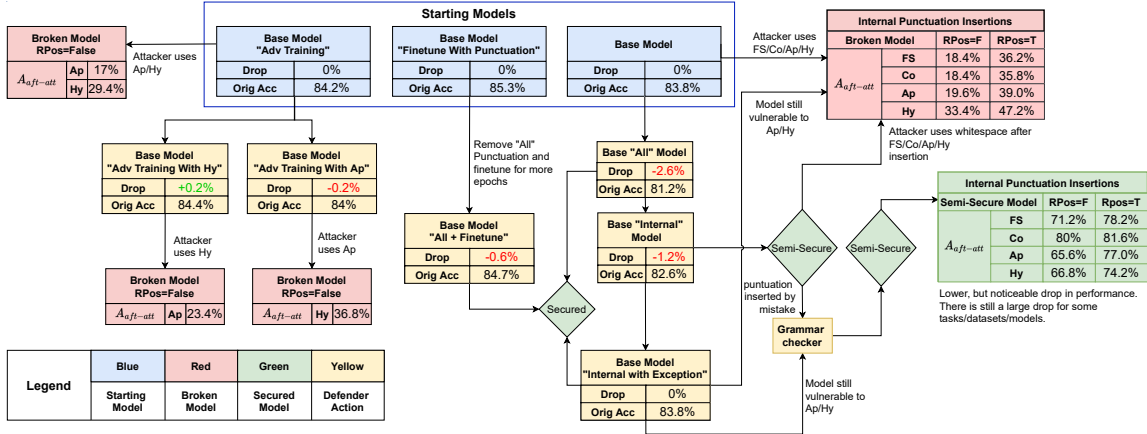 Starting Models
Broken Model
RPos=False
A_aft-att
Ap 17%
Hy 29.4%
Attacker uses
Ap/Hy
Base Model
"Adv Training"
Drop 0%
Orig Acc 84.2%
Base Model
"Finetune With Punctuation"
Drop 0%
Orig Acc 85.3%
Base Model
Drop 0%
Orig Acc 83.8%
Attacker uses
FS/Co/Ap/Hy
Internal Punctuation Insertions
Broken Model RPos=F RPos=T
A_aft-att
FS 18.4% 36.2%
Co 18.4% 35.8%
Ap 19.6% 39.0%
Hy 33.4% 47.2%
Model still
vulnerable to
Ap/Hy
Attacker uses whitespace after
FS/Co/Ap/Hy
insertion
Base Model
"Adv Training With Hy"
Drop +0.2%
Orig Acc 84.4%
Base Model
"Adv Training With Ap"
Drop -0.2%
Orig Acc 84%
Remove "All"
Punctuation and
finetune for more
epochs
Base "All" Model
Drop -2.6%
Orig Acc 81.2%
Base Model
"All + Finetune"
Drop -0.6%
Orig Acc 84.7%
Base "Internal"
Model
Drop -1.2%
Orig Acc 82.6%
Semi-Secure
Semi-Secure
Internal Punctuation Insertions
Semi-Secure Model RPos=F Rpos=T
A_aft-att
FS 71.2% 78.2%
Co 80% 81.6%
Ap 65.6% 77.0%
Hy 66.8% 74.2%
Lower, but noticeable drop in performance.
There is still a large drop for some
tasks/datasets/models.
Attacker
uses Hy
Attacker
uses Ap
Broken Model
RPos=False
A_aft-att Ap 23.4%
Broken Model
RPos=False
A_aft-att Hy 36.8%
Secured
puntuation
inserted by
mistake
Grammar
checker
Base Model
"Internal with Exception"
Drop 0%
Orig Acc 83.8%
Model still
vulnerable to
Ap/Hy
Legend
Blue Red Green Yellow
Starting
Model
Broken
Model
Secured
Model
Defender
Action